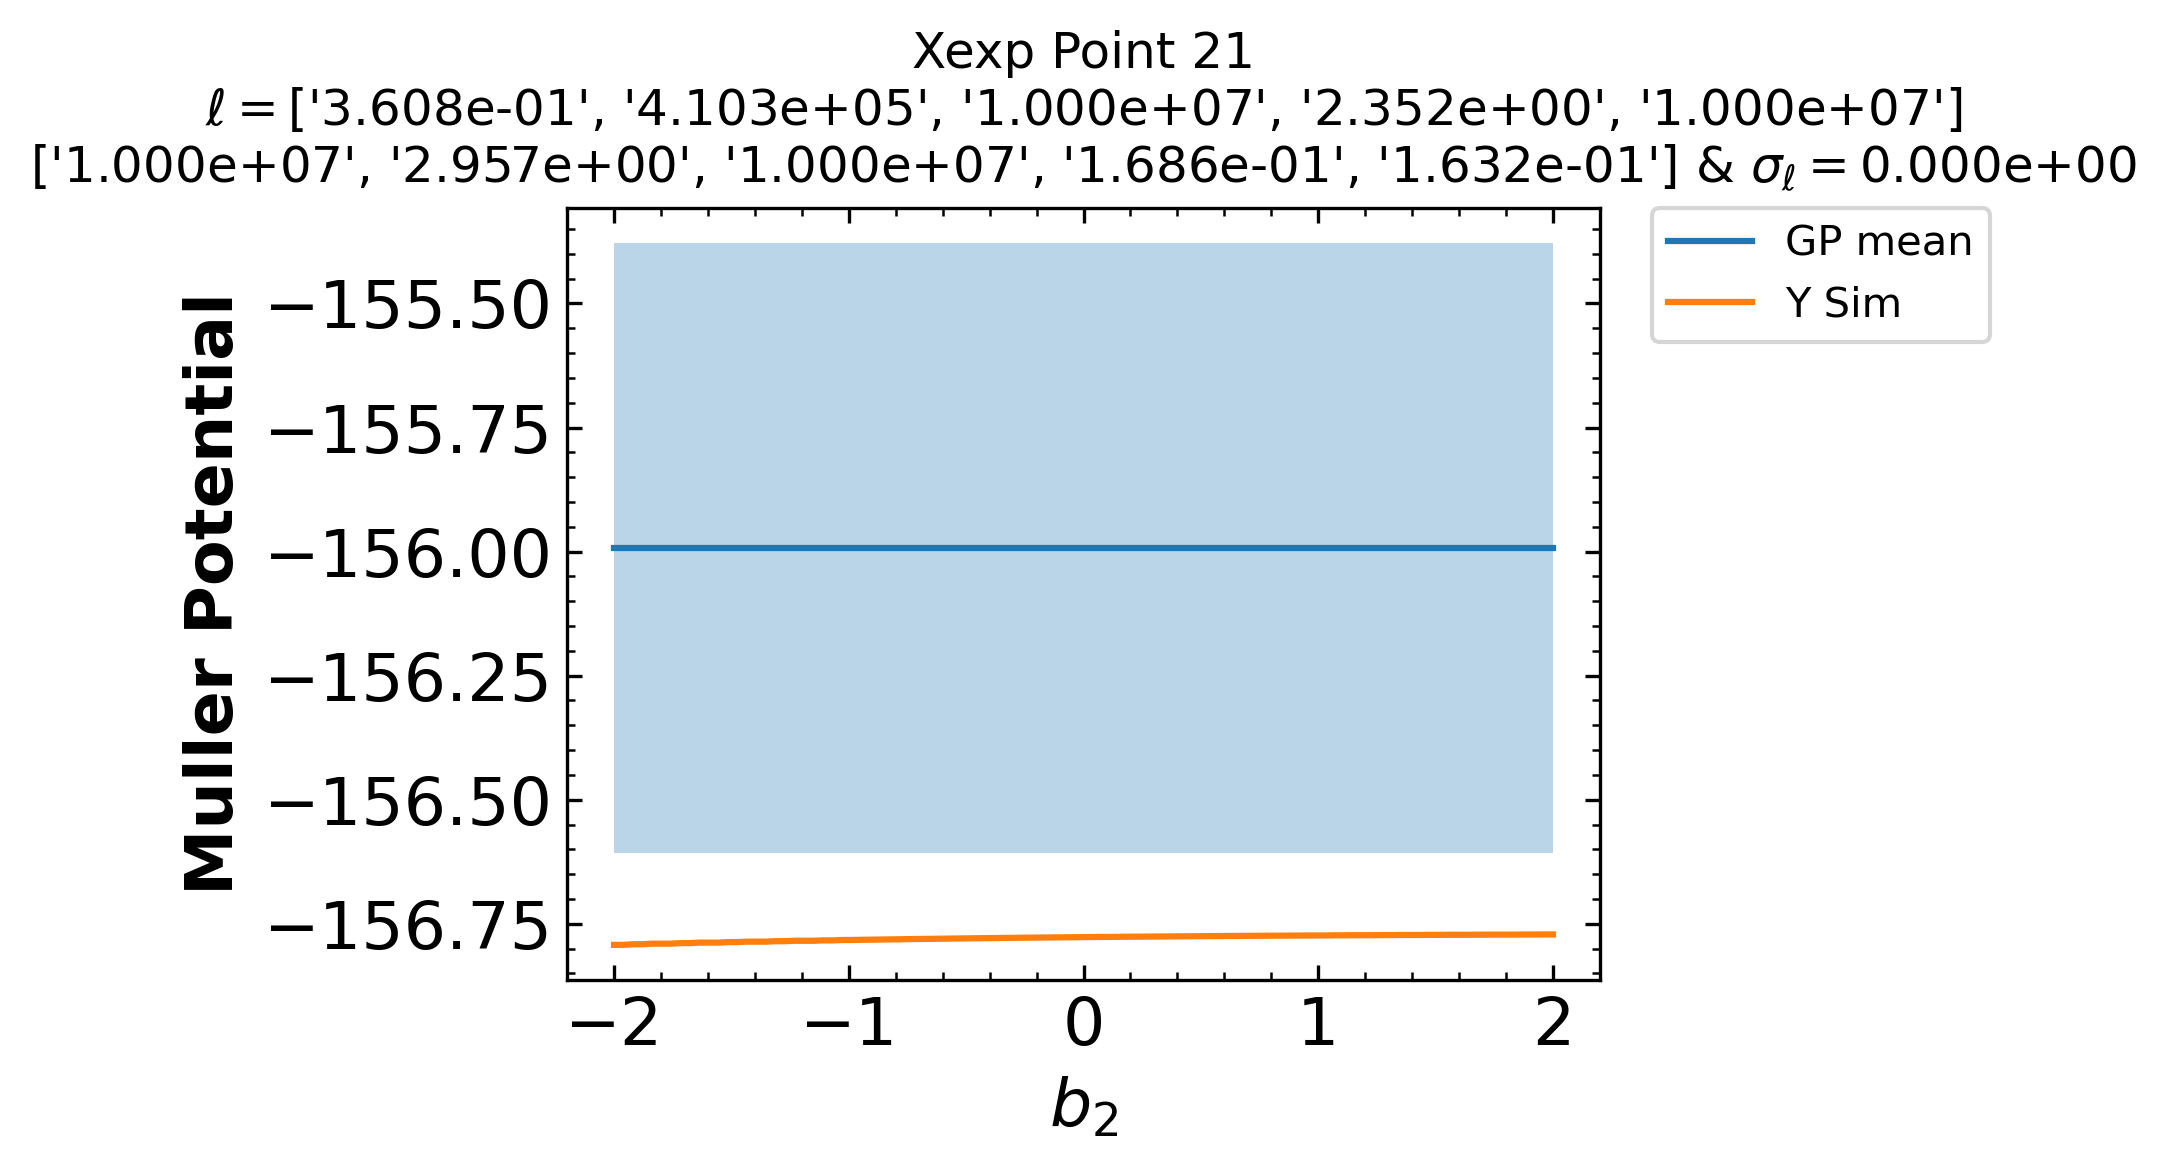 Xexp Point 21
ℓ = ['3.608e-01', '4.103e+05', '1.000e+07', '2.352e+00', '1.000e+07']
['1.000e+07', '2.957e+00', '1.000e+07', '1.686e-01', '1.632e-01'] & σℓ = 0.000e+00
GP mean
Y Sim
Muller Potential
−155.50
−155.75
−156.00
−156.25
−156.50
−156.75
−2 −1 0 1 2
b₂